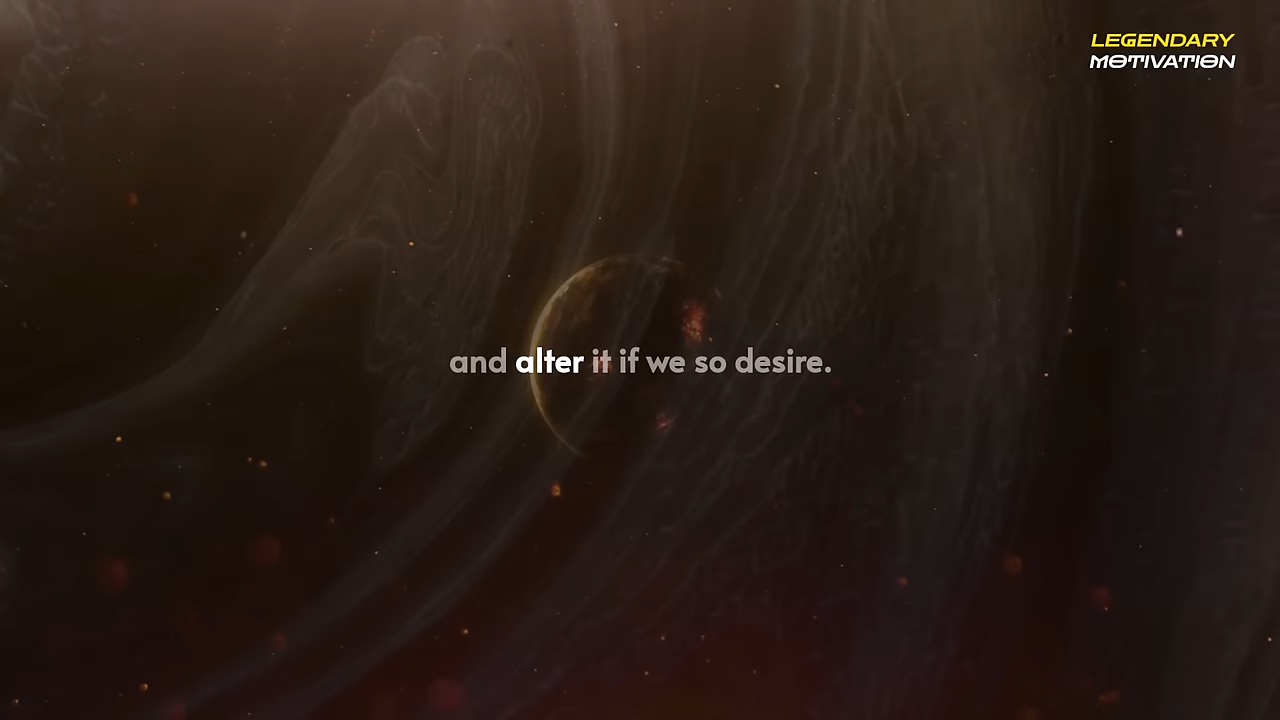 LEGENDARY
MOTIVATION
and alter it if we so desire.